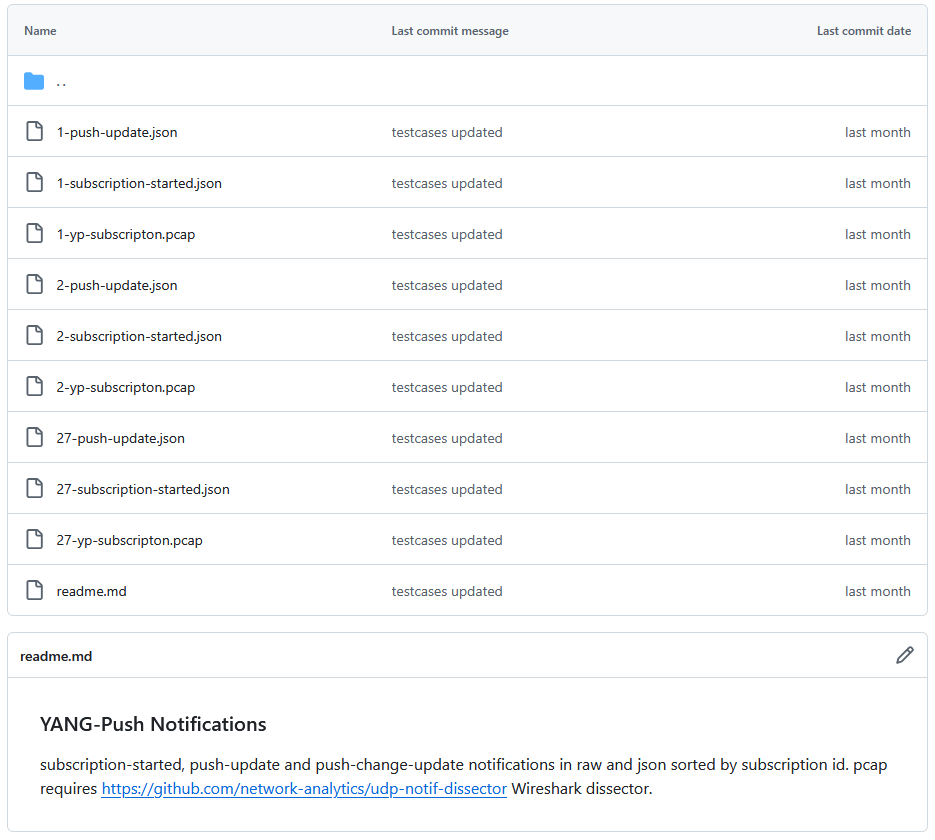 Name Last commit message Last commit date
..
1-push-update.json testcases updated last month
1-subscription-started.json testcases updated last month
1-yp-subscripton.pcap testcases updated last month
2-push-update.json testcases updated last month
2-subscription-started.json testcases updated last month
2-yp-subscripton.pcap testcases updated last month
27-push-update.json testcases updated last month
27-subscription-started.json testcases updated last month
27-yp-subscripton.pcap testcases updated last month
readme.md testcases updated last month
readme.md
YANG-Push Notifications
subscription-started, push-update and push-change-update notifications in raw and json sorted by subscription id. pcap
requires https://github.com/network-analytics/udp-notif-dissector Wireshark dissector.